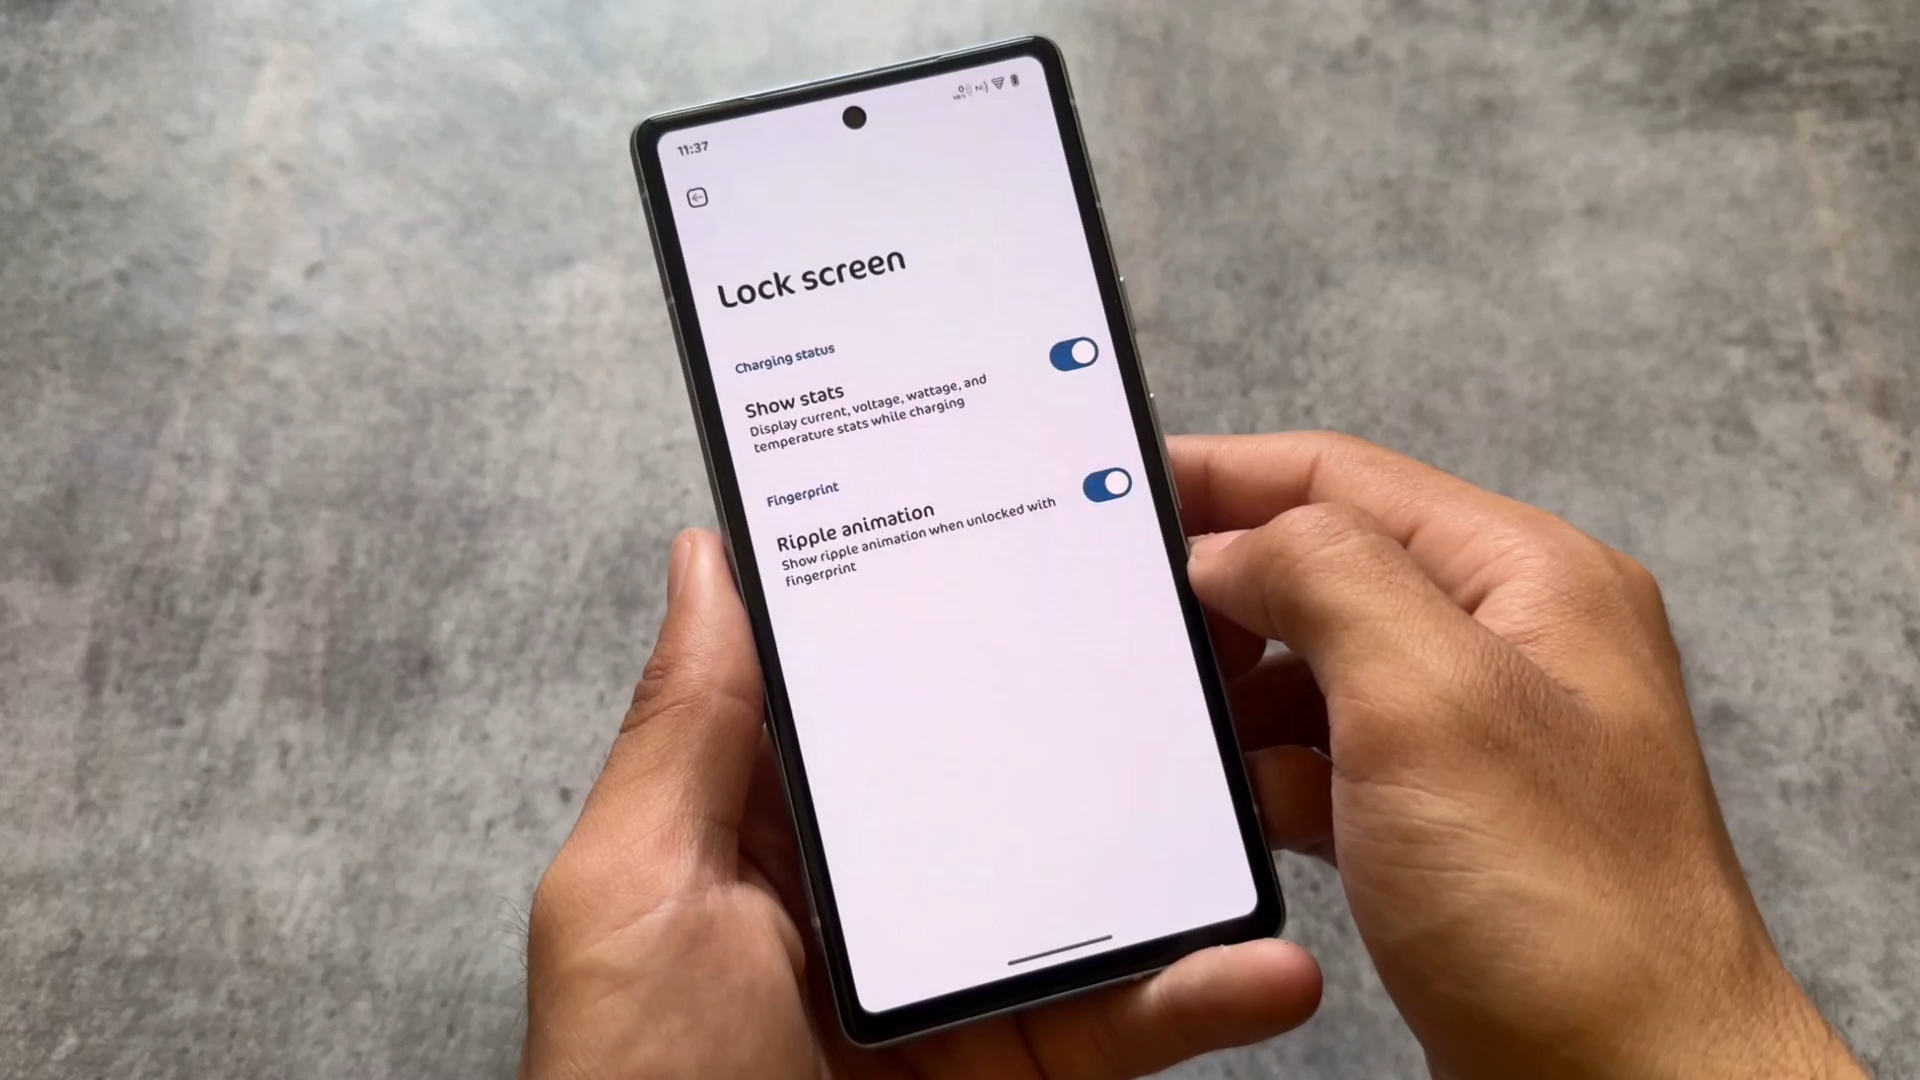 11:37
0
Lock screen
Charging status
Show stats
Display current, voltage, wattage, and
temperature stats while charging
Fingerprint
Ripple animation
Show ripple animation when unlocked with
fingerprint